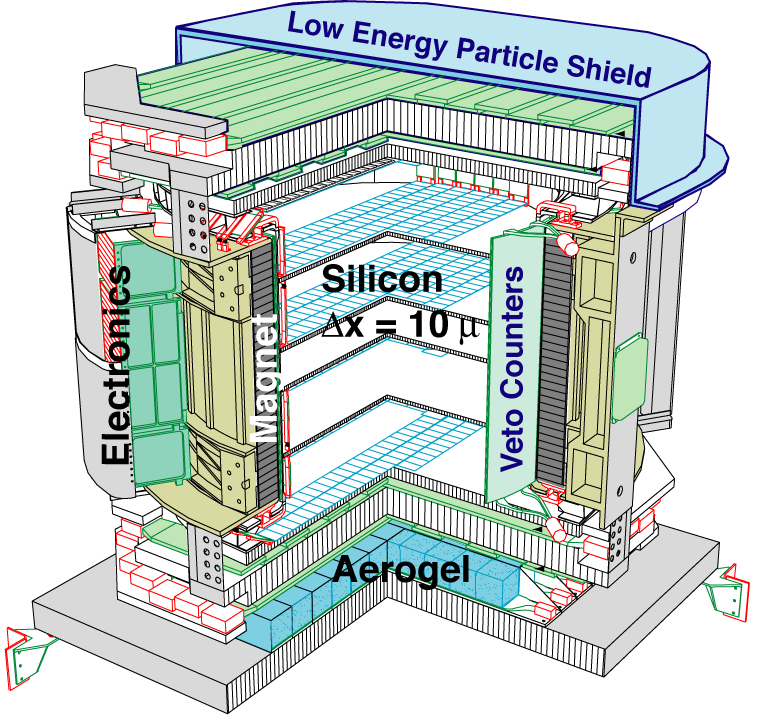 Low Energy Particle Shield
Silicon
Δx = 10 μ
Electronics
Magnet
Veto Counters
Aerogel